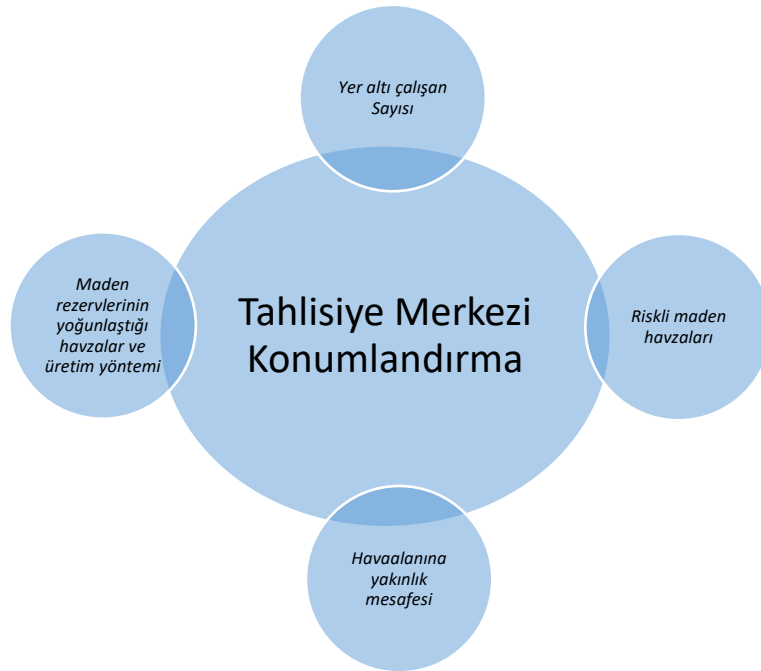 Yer altı çalışan
Sayısı
Maden
rezervlerinin
yoğunlaştığı
havzalar ve
üretim yöntemi
Tahlisiye Merkezi
Konumlandırma
Riskli maden
havzaları
Havaalanına
yakınlık
mesafesi